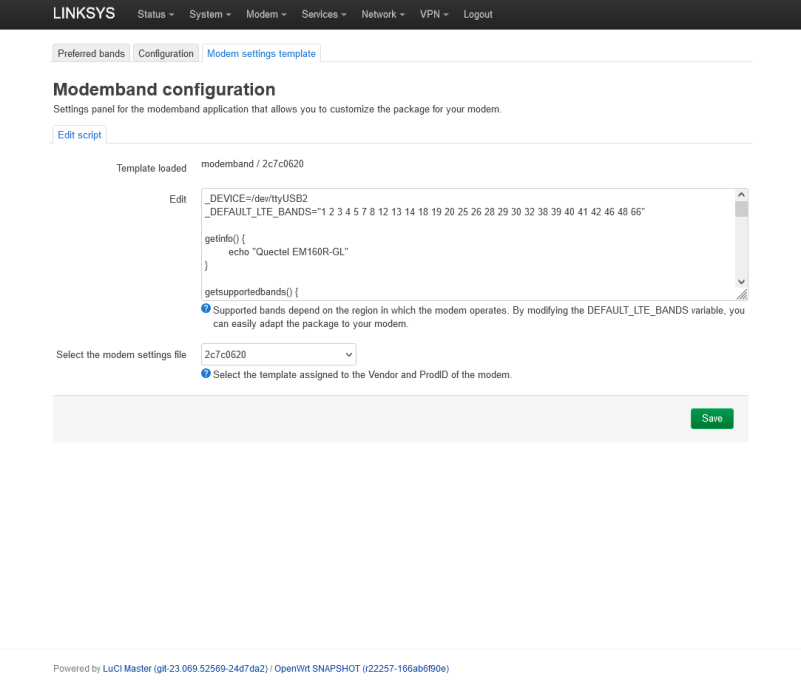 LINKSYS Status System Modem Services Network VPN Logout
Preferred bands Configuration Modem settings template
Modemband configuration
Settings panel for the modemband application that allows you to customize the package for your modem.
Edit script
Template loaded modemband / 2c7c0620
Edit
_DEVICE=/dev/ttyUSB2
_DEFAULT_LTE_BANDS="1 2 3 4 5 7 8 12 13 14 18 19 20 25 26 28 29 30 32 38 39 40 41 42 46 48 66"
getinfo() {
echo "Quectel EM160R-GL"
}
getsupportedbands() {
Supported bands depend on the region in which the modem operates. By modifying the DEFAULT_LTE_BANDS variable, you
can easily adapt the package to your modem.
Select the modem settings file 2c7c0620
Select the template assigned to the Vendor and ProdID of the modem.
Save
Powered by LuCI Master (git-23.069.52569-24d7da2) / OpenWrt SNAPSHOT (r22257-166ab6f90e)